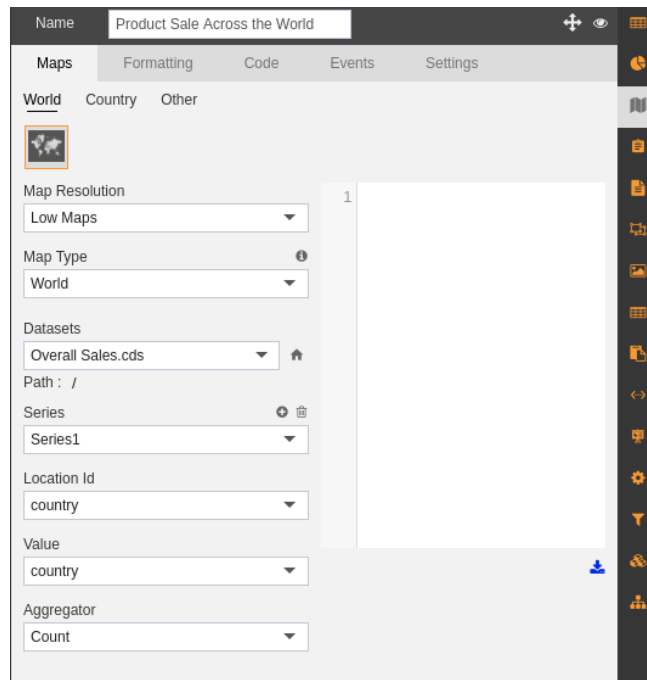 Name Product Sale Across the World
Maps Formatting Code Events Settings
World Country Other
Map Resolution
Low Maps
1
Map Type
World
Datasets
Overall Sales.cds
Path : /
Series
Series1
Location Id
country
Value
country
Aggregator
Count